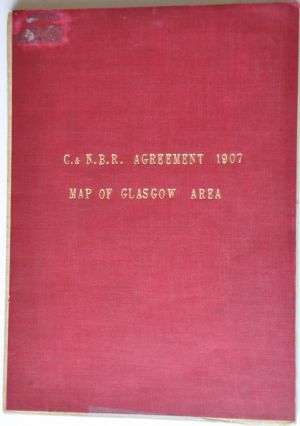 C. & N.B.R. AGREEMENT 1907
MAP OF GLASGOW AREA